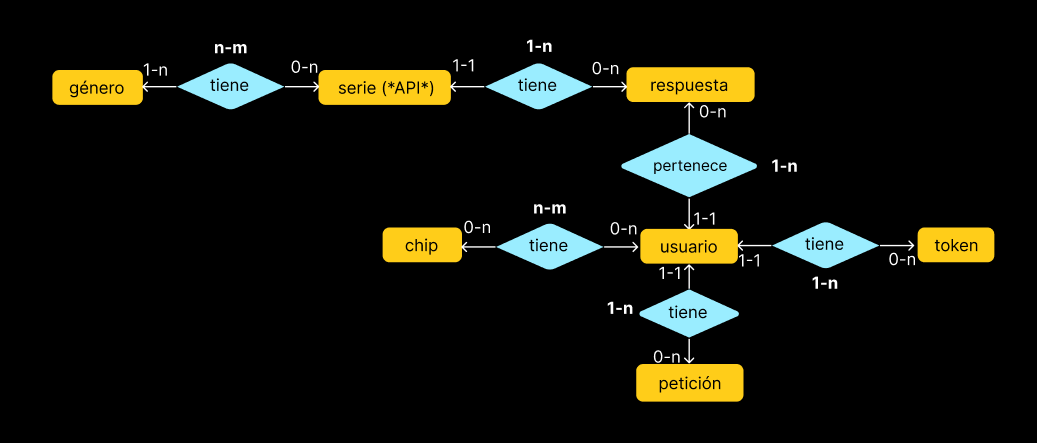 n-m
1-n
género
1-n
tiene
0-n
serie (*API*)
1-1
tiene
0-n
respuesta
0-n
pertenece
1-n
1-1
n-m
chip
0-n
tiene
0-n
usuario
1-1
tiene
0-n
token
1-n
1-1
1-n
tiene
0-n
petición